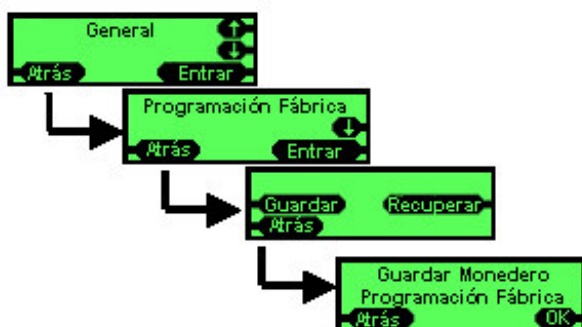 General
Atrás Entrar
Programación Fábrica
Atrás Entrar
Guardar Recuperar
Atrás
Guardar Monedero
Programación Fábrica
Atrás OK